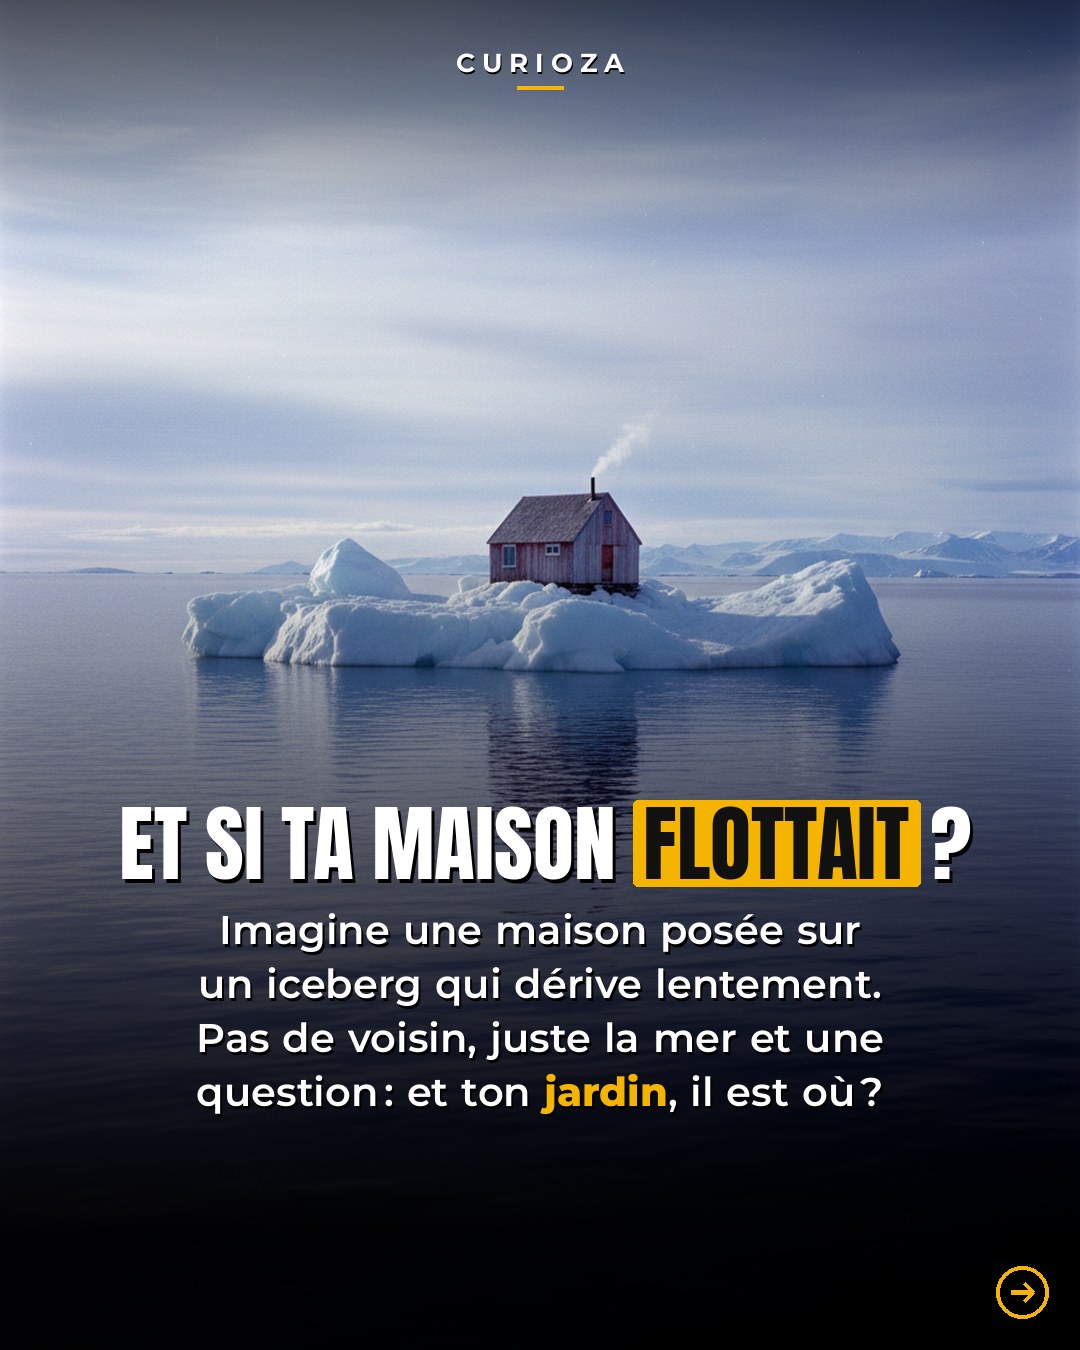 CURIOZA
ET SI TA MAISON FLOTTAIT ?
Imagine une maison posée sur
un iceberg qui dérive lentement.
Pas de voisin, juste la mer et une
question : et ton jardin, il est où ?